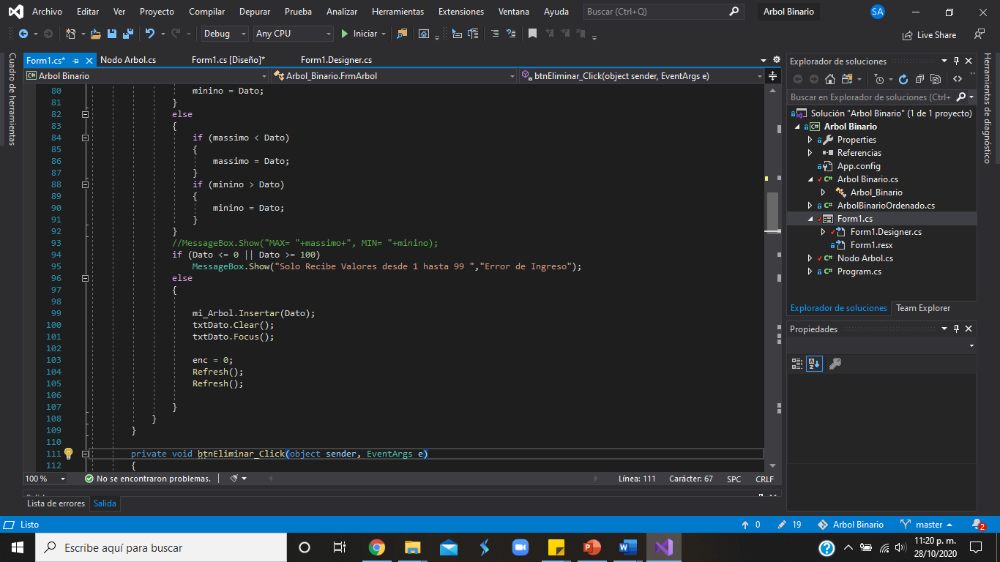 Archivo Editar Ver Proyecto Compilar Depurar Prueba Analizar Herramientas Extensiones Ventana Ayuda Buscar (Ctrl+Q) Arbol Binario SA
Debug Any CPU Iniciar Live Share
Cuadro de herramientas
Form1.cs* Nodo Arbol.cs Form1.cs [Diseño]* Form1.Designer.cs
Arbol Binario Arbol_Binario.FrmArbol btnEliminar_Click(object sender, EventArgs e)
80 minino = Dato;
81 }
82 else
83 {
84 if (massimo < Dato)
85 {
86 massimo = Dato;
87 }
88 if (minino > Dato)
89 {
90 minino = Dato;
91 }
92 }
93 //MessageBox.Show("MAX= "+massimo+", MIN= "+minino);
94 if (Dato <= 0 || Dato >= 100)
95 MessageBox.Show("Solo Recibe Valores desde 1 hasta 99 ","Error de Ingreso");
96 else
97 {
98
99 mi_Arbol.Insertar(Dato);
100 txtDato.Clear();
101 txtDato.Focus();
102
103 enc = 0;
104 Refresh();
105 Refresh();
106
107 }
108 }
109 }
110
111 private void btnEliminar_Click(object sender, EventArgs e)
112 {
100 % No se encontraron problemas. Línea: 111 Carácter: 67 SPC CRLF
Salida
Lista de errores Salida
Explorador de soluciones
Buscar en Explorador de soluciones (Ctrl+
Solución "Arbol Binario" (1 de 1 proyecto)
Arbol Binario
Properties
Referencias
App.config
Arbol Binario.cs
Arbol_Binario
ArbolBinarioOrdenado.cs
Form1.cs
Form1.Designer.cs
Form1.resx
Nodo Arbol.cs
Program.cs
Explorador de soluciones Team Explorer
Propiedades
Herramientas de diagnóstico
Listo 0 19 Arbol Binario master 2
Escribe aquí para buscar
11:20 p. m.
28/10/2020